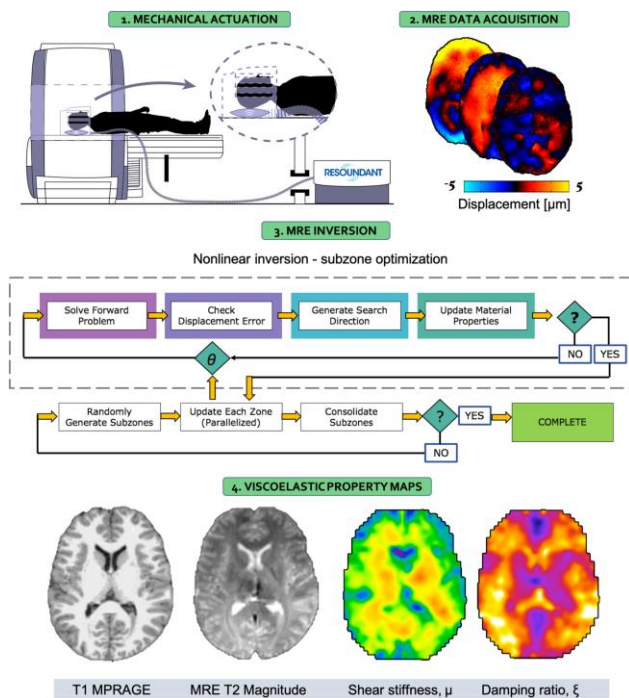 1. MECHANICAL ACTUATION
2. MRE DATA ACQUISITION
RESOUNDANT
-5 5
Displacement [μm]
3. MRE INVERSION
Nonlinear inversion - subzone optimization
Solve Forward
Problem
Check
Displacement Error
Generate Search
Direction
Update Material
Properties
?
NO
YES
θ
Randomly
Generate Subzones
Update Each Zone
(Parallelized)
Consolidate
Subzones
?
YES
NO
COMPLETE
4. VISCOELASTIC PROPERTY MAPS
T1 MPRAGE
MRE T2 Magnitude
Shear stiffness, μ
Damping ratio, ξ